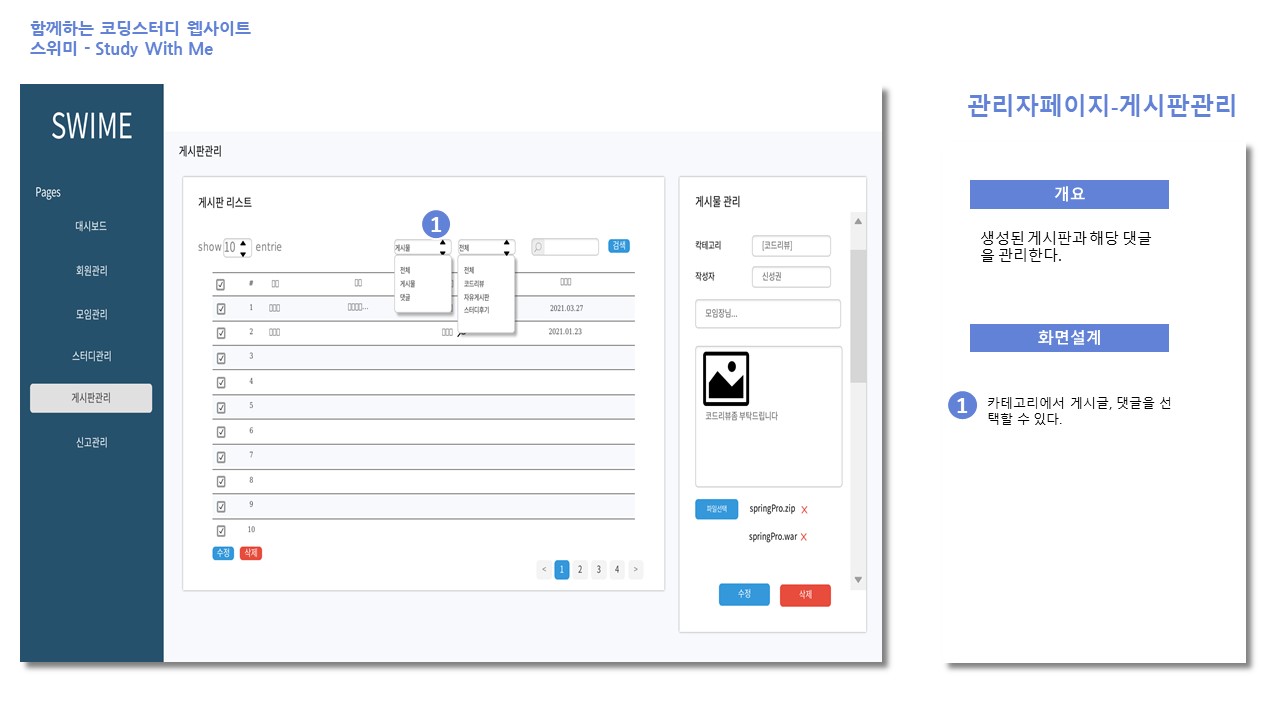 함께하는 코딩스터디 웹사이트
스위미 - Study With Me
SWIME
Pages
대시보드
회원관리
모임관리
스터디관리
게시판관리
신고관리
게시판관리
게시판 리스트
1
show 10 entrie
게시물
전체
검색
전체
게시물
댓글
전체
코드리뷰
자유게시판
스터디후기
#
1 2021.03.27
2 2021.01.23
3
4
5
6
7
8
9
10
수정 삭제
< 1 2 3 4 >
게시물 관리
칵테고리 [코드리뷰]
작성자 신성권
모임장님...
코드리뷰좀 부탁드립니다
파일선택 springPro.zip X
springPro.war X
수정 삭제
관리자페이지-게시판관리
개요
생성된 게시판과 해당 댓글
을 관리한다.
화면설계
1 카테고리에서 게시글, 댓글을 선
택할 수 있다.